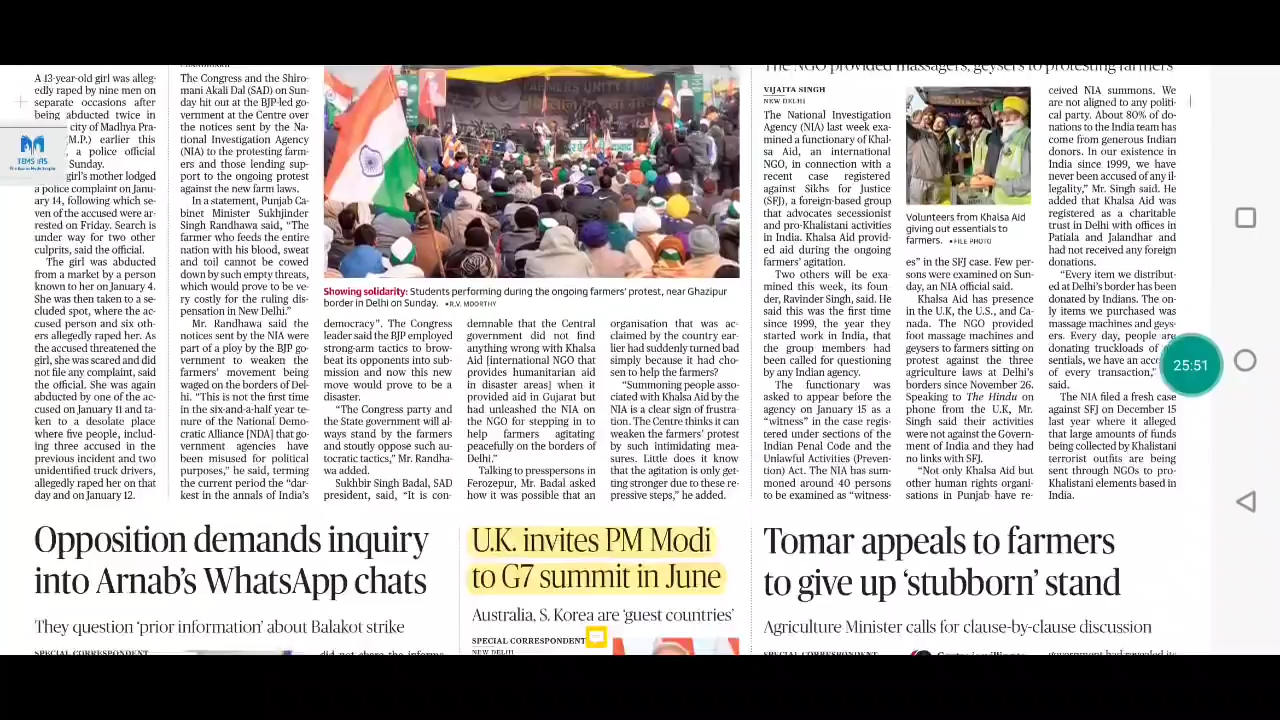 The NGO provided massagers, geysers to protesting farmers
A 13-year-old girl was alleg-
edly raped by nine men on
separate occasions after
being abducted twice in
city of Madhya Pra-
(M.P.) earlier this
, a police official
Sunday.
girl's mother lodged
a police complaint on Janu-
ary 14, following which se-
ven of the accused were ar-
rested on Friday. Search is
under way for two other
culprits, said the official.
The girl was abducted
from a market by a person
known to her on January 4.
She was then taken to a se-
cluded spot, where the ac-
cused person and six oth-
ers allegedly raped her. As
the accused threatened the
girl, she was scared and did
not file any complaint, said
the official. She was again
abducted by one of the ac-
cused on January 11 and ta-
ken to a desolate place
where five people, includ-
ing three accused in the
previous incident and two
unidentified truck drivers,
allegedly raped her on that
day and on January 12.
TEMS IAS
The Congress and the Shiro-
mani Akali Dal (SAD) on Sun-
day hit out at the BJP-led go-
vernment at the Centre over
the notices sent by the Na-
tional Investigation Agency
(NIA) to the protesting farm-
ers and those lending sup-
port to the ongoing protest
against the new farm laws.
In a statement, Punjab Ca-
binet Minister Sukhjinder
Singh Randhawa said, “The
farmer who feeds the entire
nation with his blood, sweat
and toil cannot be cowed
down by such empty threats,
which would prove to be ve-
ry costly for the ruling dis-
pensation in New Delhi.”
Mr. Randhawa said the
notices sent by the NIA were
part of a ploy by the BJP go-
vernment to weaken the
farmers’ movement being
waged on the borders of Del-
hi. “This is not the first time
in the six-and-a-half year te-
nure of the National Demo-
cratic Alliance [NDA] that go-
vernment agencies have
been misused for political
purposes,” he said, terming
the current period the “dar-
kest in the annals of India’s
FARMERS UNITY
Showing solidarity: Students performing during the ongoing farmers’ protest, near Ghazipur
border in Delhi on Sunday. •R.V. MOORTHY
democracy”. The Congress
leader said the BJP employed
strong-arm tactics to brow-
beat its opponents into sub-
mission and now this new
move would prove to be a
disaster.
“The Congress party and
the State government will al-
ways stand by the farmers
and stoutly oppose such au-
tocratic tactics,” Mr. Randha-
wa added.
Sukhbir Singh Badal, SAD
president, said, “It is con-
demnable that the Central
government did not find
anything wrong with Khalsa
Aid [international NGO that
provides humanitarian aid
in disaster areas] when it
provided aid in Gujarat but
had unleashed the NIA on
the NGO for stepping in to
help farmers agitating
peacefully on the borders of
Delhi.”
Talking to presspersons in
Ferozepur, Mr. Badal asked
how it was possible that an
organisation that was ac-
claimed by the country ear-
lier had suddenly turned bad
simply because it had cho-
sen to help the farmers?
“Summoning people asso-
ciated with Khalsa Aid by the
NIA is a clear sign of frustra-
tion. The Centre thinks it can
weaken the farmers’ protest
by such intimidating mea-
sures. Little does it know
that the agitation is only get-
ting stronger due to these re-
pressive steps,” he added.
VIJAITA SINGH
NEW DELHI
The National Investigation
Agency (NIA) last week exa-
mined a functionary of Khal-
sa Aid, an international
NGO, in connection with a
recent case registered
against Sikhs for Justice
(SFJ), a foreign-based group
that advocates secessionist
and pro-Khalistani activities
in India. Khalsa Aid provid-
ed aid during the ongoing
farmers’ agitation.
Two others will be exa-
mined this week, its foun-
der, Ravinder Singh, said. He
said this was the first time
since 1999, the year they
started work in India, that
the group members had
been called for questioning
by any Indian agency.
The functionary was
asked to appear before the
agency on January 15 as a
“witness” in the case regis-
tered under sections of the
Indian Penal Code and the
Unlawful Activities (Preven-
tion) Act. The NIA has sum-
moned around 40 persons
to be examined as “witness-
Volunteers from Khalsa Aid
giving out essentials to
farmers. •FILE PHOTO
es” in the SFJ case. Few per-
sons were examined on Sun-
day, an NIA official said.
Khalsa Aid has presence
in the U.K, the U.S., and Ca-
nada. The NGO provided
foot massage machines and
geysers to farmers sitting on
protest against the three
agriculture laws at Delhi’s
borders since November 26.
Speaking to The Hindu on
phone from the U.K, Mr.
Singh said their activities
were not against the Govern-
ment of India and they had
no links with SFJ.
“Not only Khalsa Aid but
other human rights organi-
sations in Punjab have re-
ceived NIA summons. We
are not aligned to any politi-
cal party. About 80% of do-
nations to the India team has
come from generous Indian
donors. In our existence in
India since 1999, we have
never been accused of any il-
legality,” Mr. Singh said. He
added that Khalsa Aid was
registered as a charitable
trust in Delhi with offices in
Patiala and Jalandhar and
had not received any foreign
donations.
“Every item we distribut-
ed at Delhi’s border has been
donated by Indians. The on-
ly items we purchased was
massage machines and geys-
ers. Every day, people are
donating truckloads of
sentials, we have an
of every transaction,”
said.
The NIA filed a fresh case
against SFJ on December 15
last year where it alleged
that large amounts of funds
being collected by Khalistani
terrorist outfits are being
sent through NGOs to pro-
Khalistani elements based in
India.
25:51
Opposition demands inquiry
into Arnab’s WhatsApp chats
They question ‘prior information’ about Balakot strike
SPECIAL CORRESPONDENT
did not share the informa-
U.K. invites PM Modi
to G7 summit in June
Australia, S. Korea are ‘guest countries’
SPECIAL CORRESPONDENT
NEW DELHI
Tomar appeals to farmers
to give up ‘stubborn’ stand
Agriculture Minister calls for clause-by-clause discussion
SPECIAL CORRESPONDENT
government had revealed its